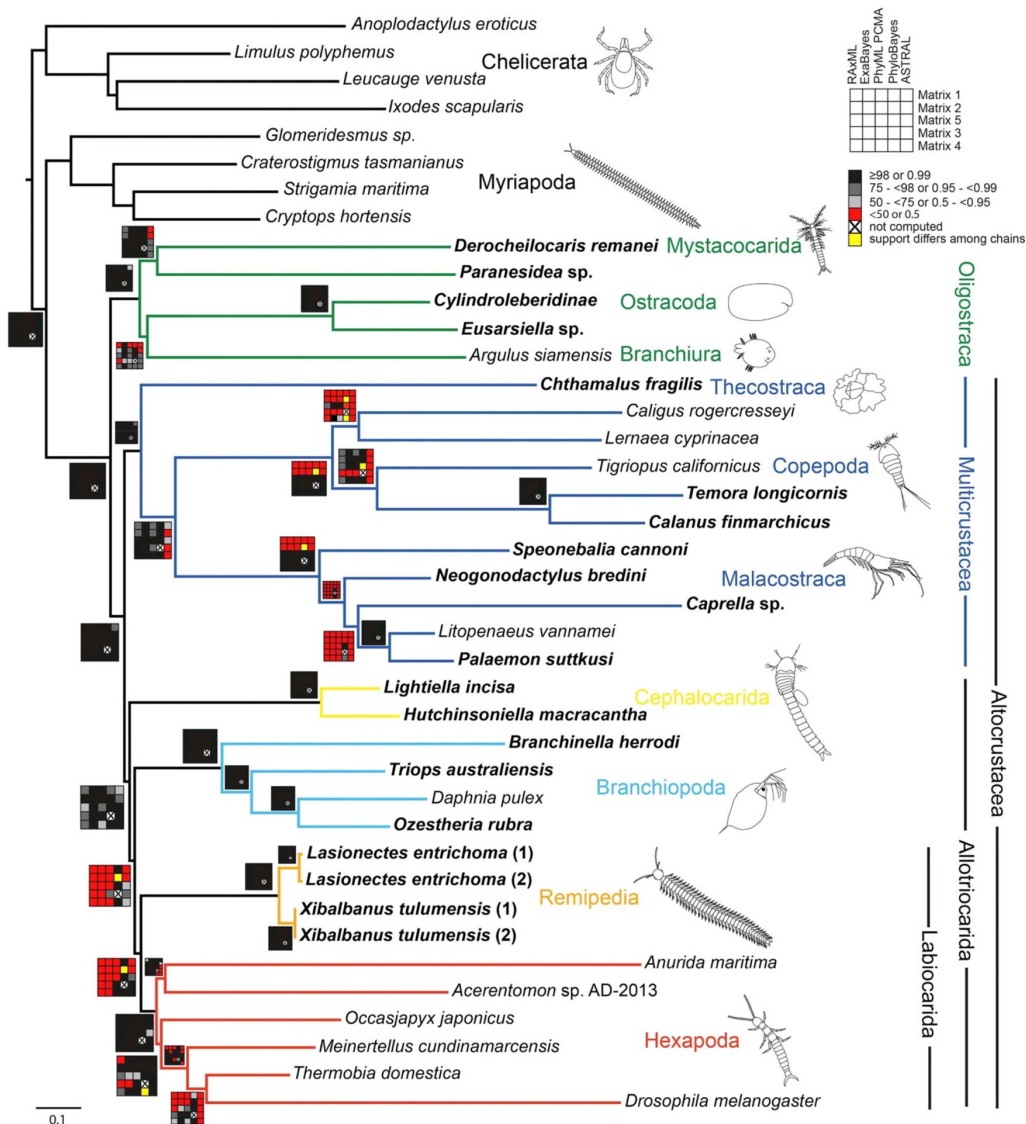 Anoplodactylus eroticus
Limulus polyphemus
Chelicerata
Leucauge venusta
Ixodes scapularis
RAxML
ExaBayes
PhyML PCMA
PhyloBayes
ASTRAL
Matrix 1
Matrix 2
Matrix 5
Matrix 3
Matrix 4
≥98 or 0.99
75 - <98 or 0.95 - <0.99
50 - <75 or 0.5 - <0.95
<50 or 0.5
not computed
support differs among chains
Glomeridesmus sp.
Craterostigmus tasmanianus
Myriapoda
Strigamia maritima
Cryptops hortensis
Derocheilocaris remanei
Mystacocarida
Paranesidea sp.
Cylindroleberidinae
Ostracoda
Eusarsiella sp.
Argulus siamensis
Branchiura
Oligostraca
Chthamalus fragilis
Thecostraca
Caligus rogercresseyi
Lernaea cyprinacea
Tigriopus californicus
Copepoda
Temora longicornis
Calanus finmarchicus
Multicrustacea
Speonebalia cannoni
Neogonodactylus bredini
Malacostraca
Caprella sp.
Litopenaeus vannamei
Palaemon suttkusi
Lightiella incisa
Cephalocarida
Hutchinsoniella macracantha
Altocrustacea
Branchinella herrodi
Triops australiensis
Branchiopoda
Daphnia pulex
Ozestheria rubra
Lasionectes entrichoma (1)
Lasionectes entrichoma (2)
Remipedia
Xibalbanus tulumensis (1)
Xibalbanus tulumensis (2)
Allotriocarida
Labiocarida
Anurida maritima
Acerentomon sp. AD-2013
Occasjapyx japonicus
Hexapoda
Meinertellus cundinamarcensis
Thermobia domestica
Drosophila melanogaster
0.1